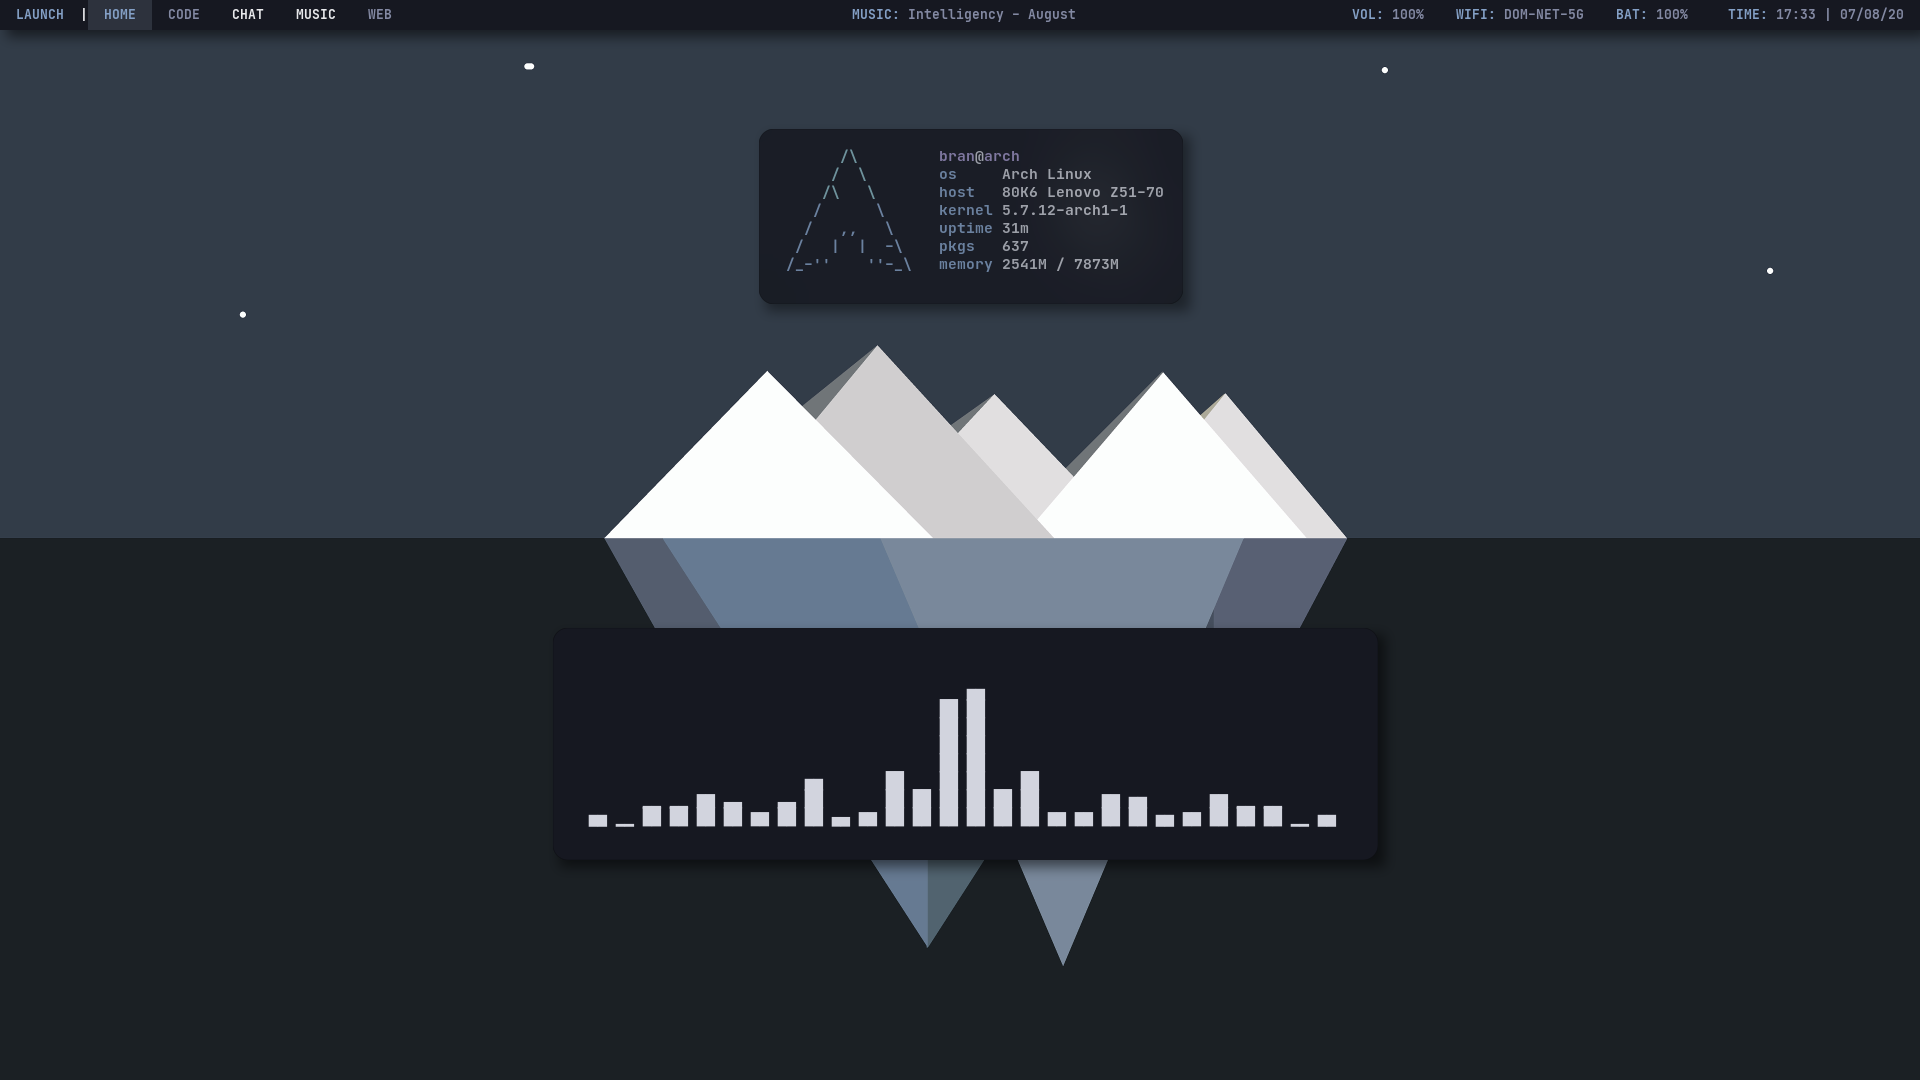 LAUNCH | HOME CODE CHAT MUSIC WEB MUSIC: Intelligency - August VOL: 100% WIFI: DOM-NET-5G BAT: 100% TIME: 17:33 | 07/08/20
bran@arch
os Arch Linux
host 80K6 Lenovo Z51-70
kernel 5.7.12-arch1-1
uptime 31m
pkgs 637
memory 2541M / 7873M